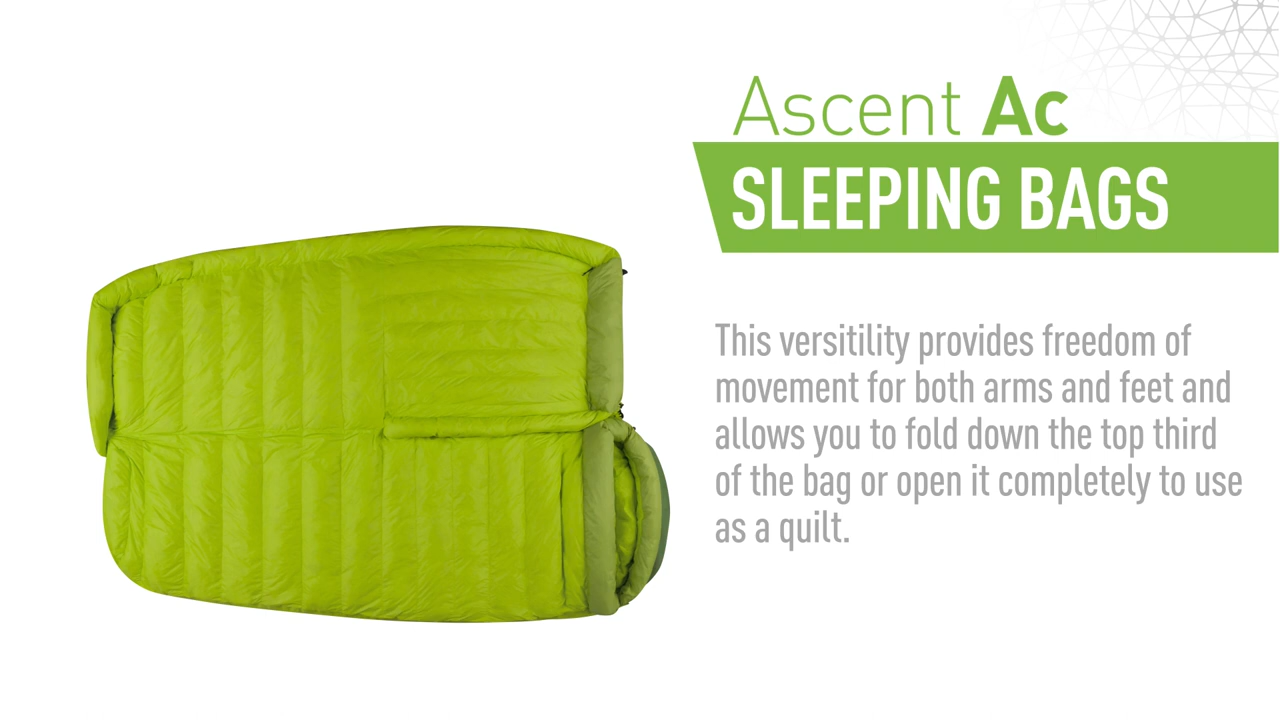 Ascent Ac
SLEEPING BAGS
This versitility provides freedom of
movement for both arms and feet and
allows you to fold down the top third
of the bag or open it completely to use
as a quilt.